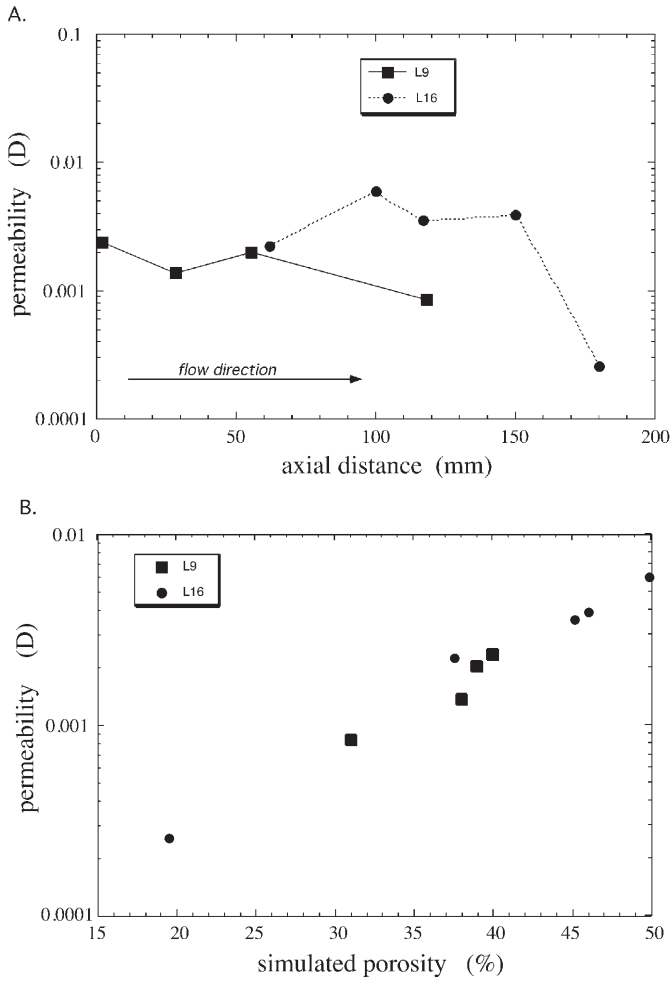 A.
0.1
L9
L16
0.01
permeability (D)
0.001
flow direction
0.0001
0 50 100 150 200
axial distance (mm)
B.
0.01
L9
L16
permeability (D)
0.001
0.0001
15 20 25 30 35 40 45 50
simulated porosity (%)